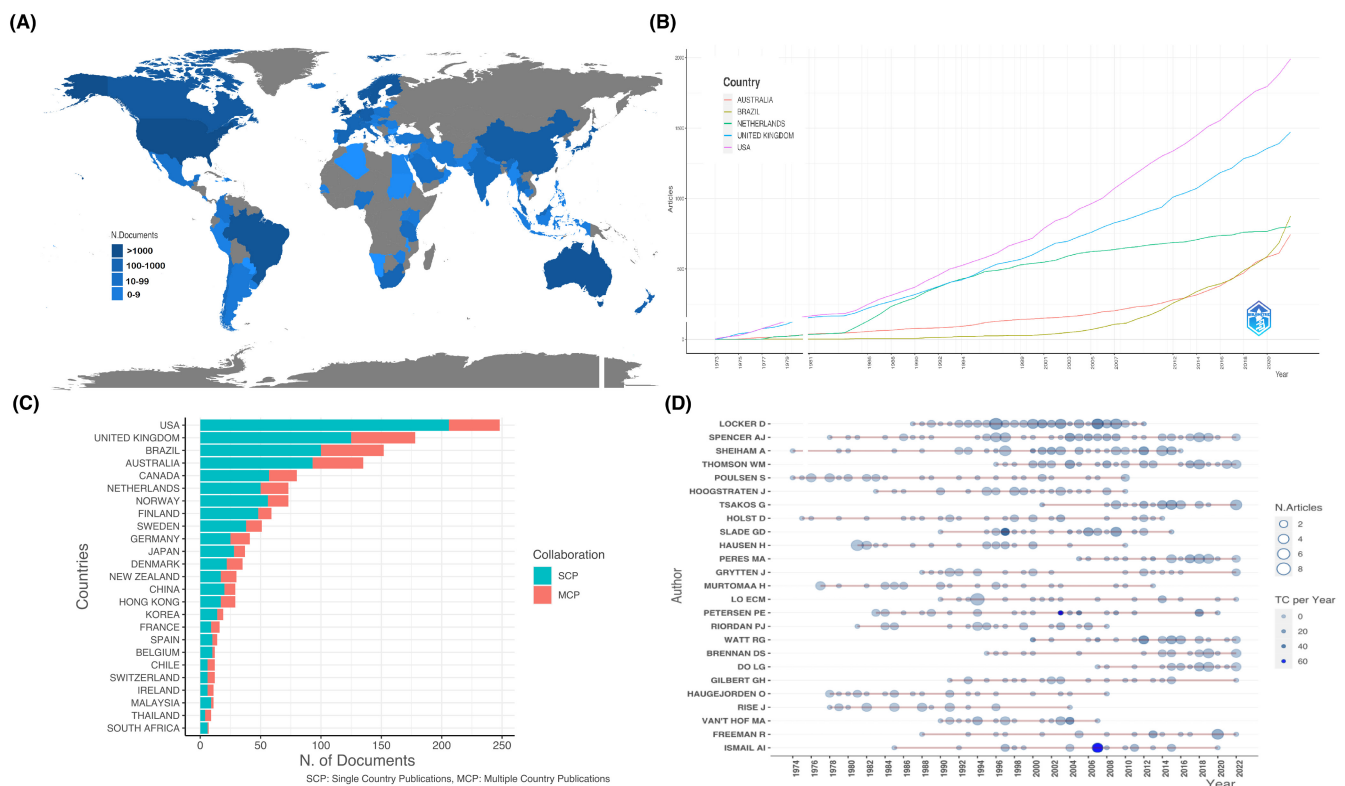 (A)
N.Documents
>1000
100-1000
10-99
0-9
(B)
2000
1500
1000
500
0
Articles
Country
AUSTRALIA
BRAZIL
NETHERLANDS
UNITED KINGDOM
USA
Year
(C)
USA
UNITED KINGDOM
BRAZIL
AUSTRALIA
CANADA
NETHERLANDS
NORWAY
FINLAND
SWEDEN
GERMANY
JAPAN
DENMARK
NEW ZEALAND
CHINA
HONG KONG
KOREA
FRANCE
SPAIN
BELGIUM
CHILE
SWITZERLAND
IRELAND
MALAYSIA
THAILAND
SOUTH AFRICA
Countries
0 50 100 150 200 250
N. of Documents
SCP: Single Country Publications, MCP: Multiple Country Publications
Collaboration
SCP
MCP
(D)
LOCKER D
SPENCER AJ
SHEIHAM A
THOMSON WM
POULSEN S
HOOGSTRATEN J
TSAKOS G
HOLST D
SLADE GD
HAUSEN H
PERES MA
GRYTTEN J
MURTOMAA H
LO ECM
PETERSEN PE
RIORDAN PJ
WATT RG
BRENNAN DS
DO LG
GILBERT GH
HAUGEJORDEN O
RISE J
VAN'T HOF MA
FREEMAN R
ISMAIL AI
Author
1974 1976 1978 1980 1982 1984 1986 1988 1990 1992 1994 1996 1998 2000 2002 2004 2006 2008 2010 2012 2014 2016 2018 2020 2022
Year
N.Articles
2
4
6
8
TC per Year
0
20
40
60